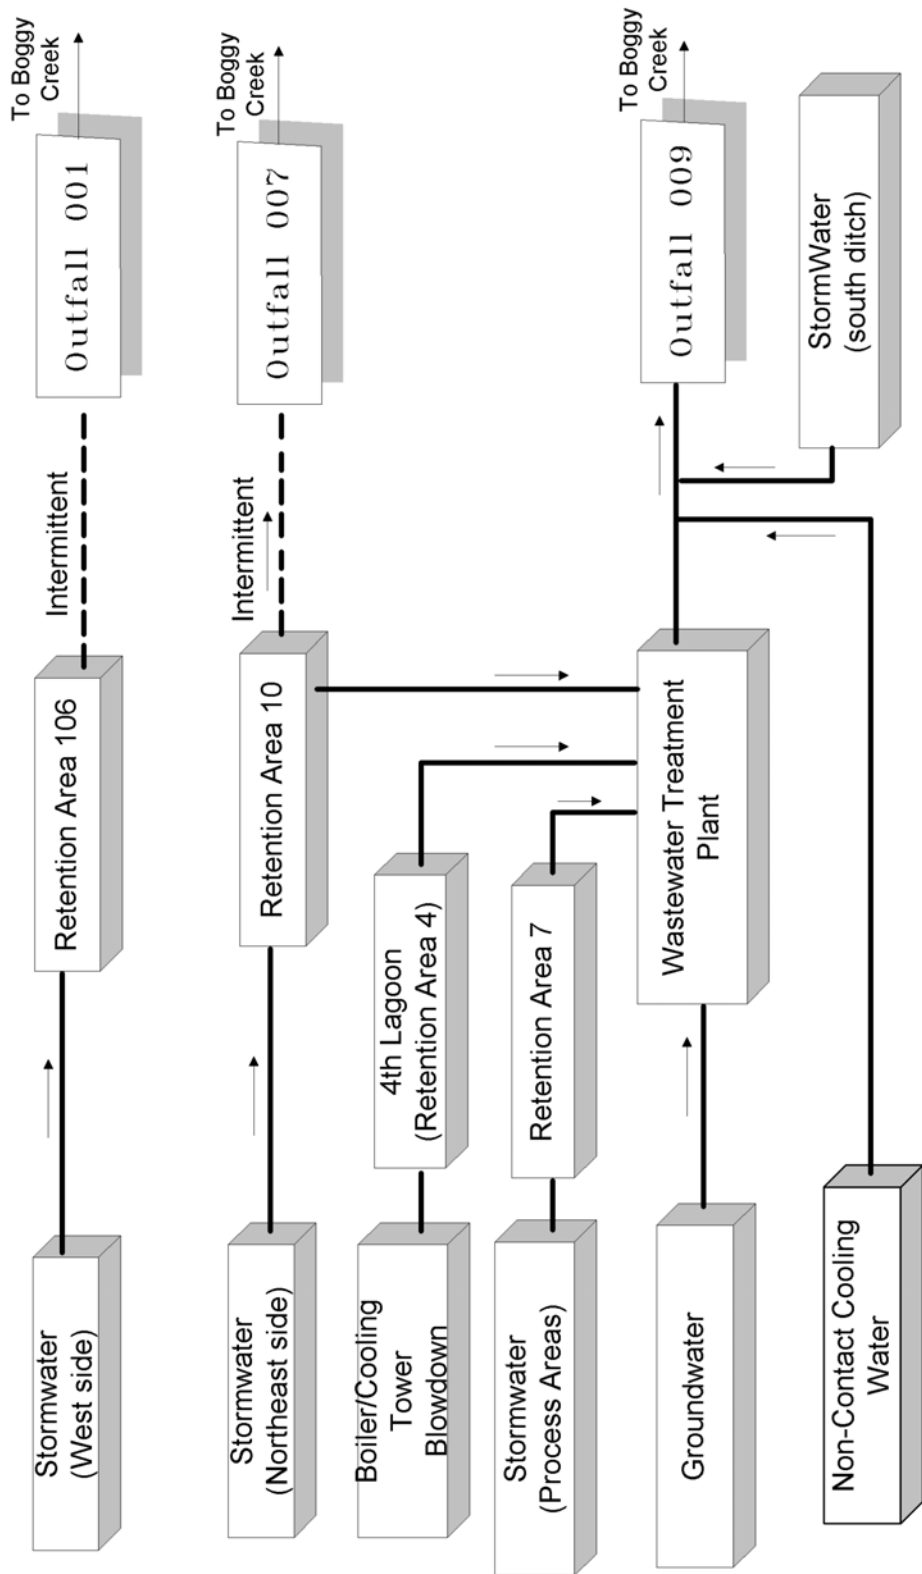 Stormwater
(West side)
Retention Area 106
Intermittent
Outfall 001
To Boggy
Creek
Stormwater
(Northeast side)
Retention Area 10
Intermittent
Outfall 007
To Boggy
Creek
Boiler/Cooling
Tower
Blowdown
4th Lagoon
(Retention Area 4)
Stormwater
(Process Areas)
Retention Area 7
Groundwater
Wastewater Treatment
Plant
Outfall 009
To Boggy
Creek
Non-Contact Cooling
Water
StormWater
(south ditch)